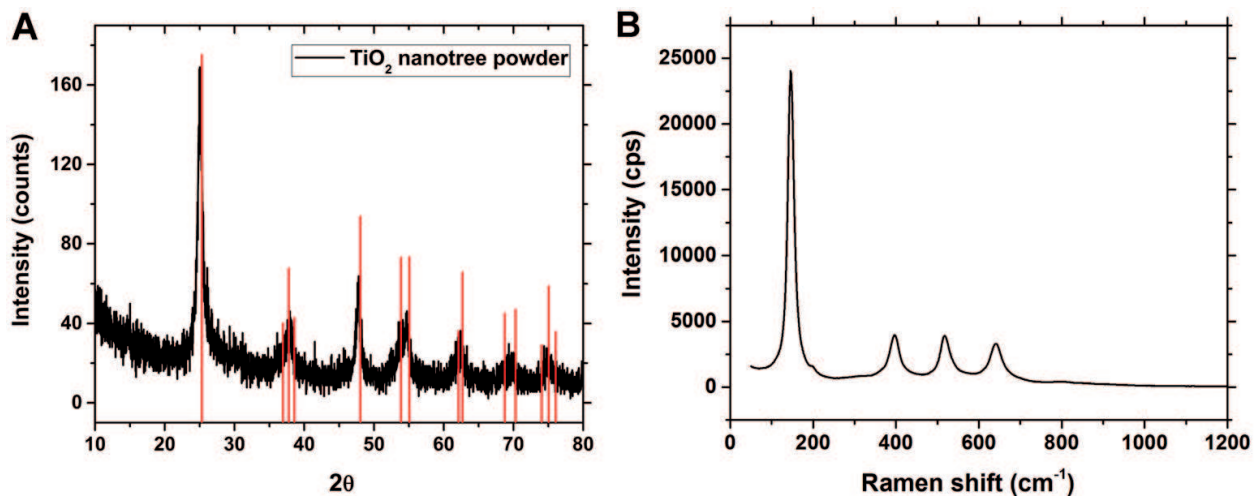 A
TiO₂ nanotree powder
Intensity (counts)
160
120
80
40
0
10 20 30 40 50 60 70 80
2θ
B
Intensity (cps)
25000
20000
15000
10000
5000
0
0 200 400 600 800 1000 1200
Ramen shift (cm⁻¹)